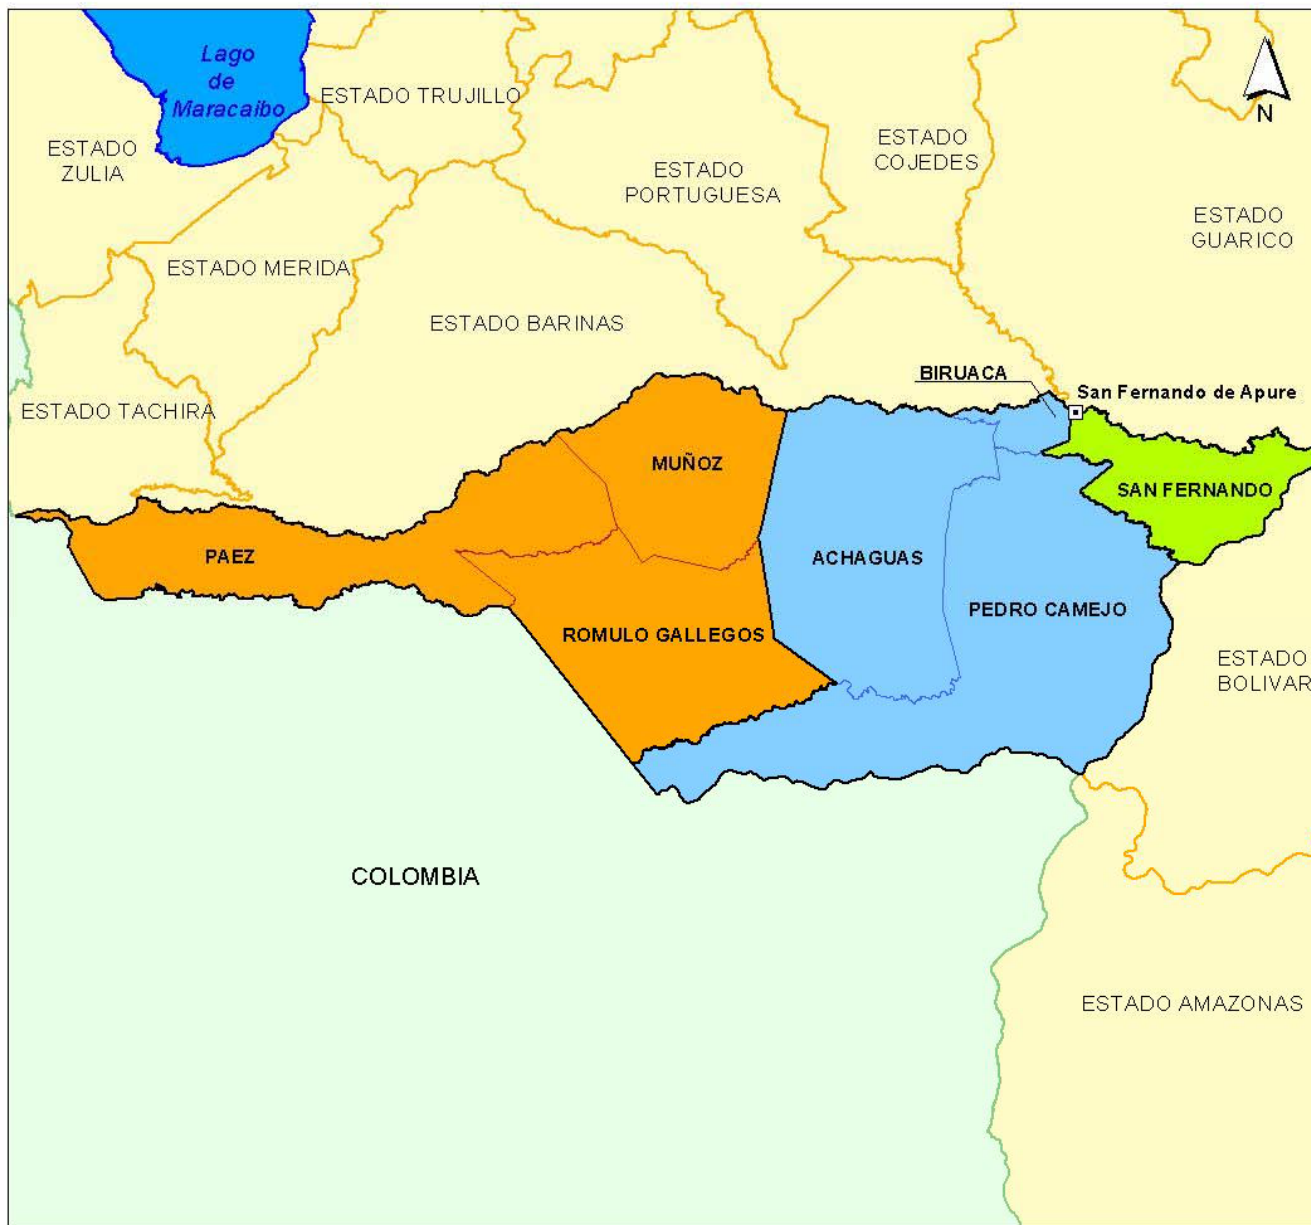 Lago
de
Maracaibo
ESTADO TRUJILLO
N
ESTADO
ZULIA
ESTADO
COJEDES
ESTADO
PORTUGUESA
ESTADO
GUARICO
ESTADO MERIDA
ESTADO BARINAS
BIRUACA
San Fernando de Apure
ESTADO TACHIRA
MUÑOZ
SAN FERNANDO
PAEZ
ACHAGUAS
PEDRO CAMEJO
ROMULO GALLEGOS
ESTADO
BOLIVAR
COLOMBIA
ESTADO AMAZONAS